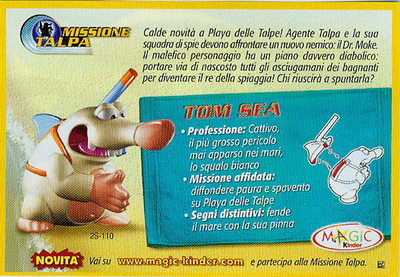 MISSIONE
TALPA
Calde novità a Playa delle Talpe! Agente Talpa e la sua
squadra di spie devono affrontare un nuovo nemico: il Dr. Moke.
Il malefico personaggio ha un piano davvero diabolico:
portare via di nascosto tutti gli asciugamani dei bagnanti
per diventare il re della spiaggia! Chi riuscirà a spuntarla?
TOM SEA
• Professione: Cattivo,
il più grosso pericolo
mai apparso nei mari,
lo squalo bianco
• Missione affidata:
diffondere paura e spavento
su Playa delle Talpe
• Segni distintivi: fende
il mare con la sua pinna
2S-110
MAGiC
Kinder
NOVITÀ
Vai su www.magic-kinder.com e partecipa alla Missione Talpa.